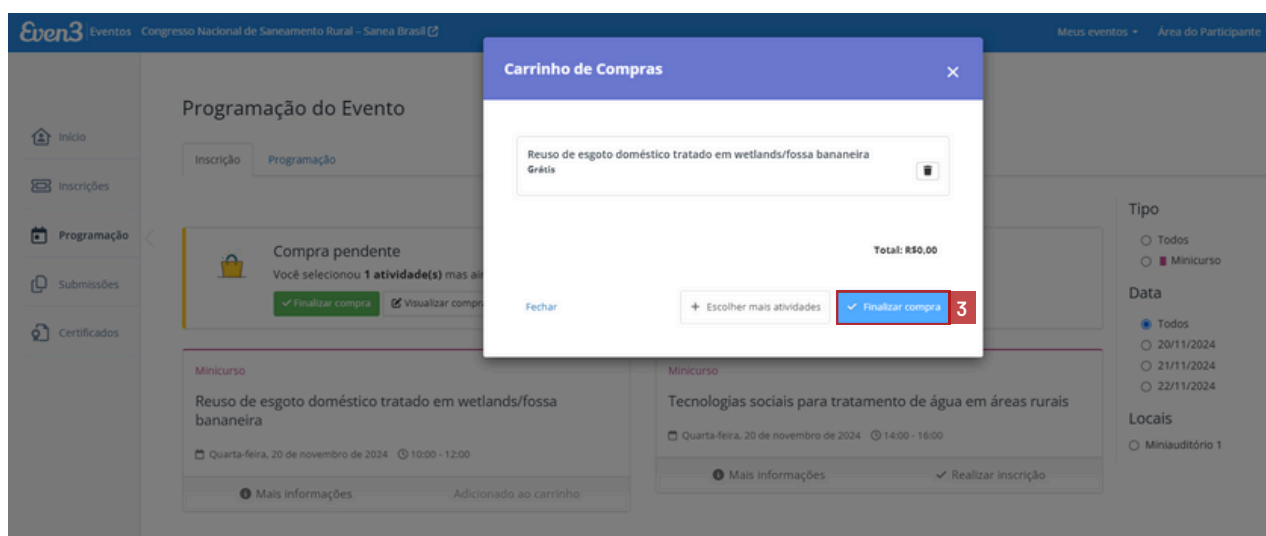 Even3 Eventos Congresso Nacional de Saneamento Rural – Sanea Brasil
Meus eventos Área do Participante
Início
Inscrições
Programação
Submissões
Certificados
Programação do Evento
Inscrição Programação
Compra pendente
Você selecionou 1 atividade(s) mas
Finalizar compra Visualizar compr
Carrinho de Compras
Reuso de esgoto doméstico tratado em wetlands/fossa bananeira
Grátis
Total: R$0,00
Fechar + Escolher mais atividades Finalizar compra 3
Minicurso
Reuso de esgoto doméstico tratado em wetlands/fossa
bananeira
Quarta-feira, 20 de novembro de 2024 10:00 - 12:00
Mais informações Adicionado ao carrinho
Minicurso
Tecnologias sociais para tratamento de água em áreas rurais
Quarta-feira, 20 de novembro de 2024 14:00 - 16:00
Mais informações Realizar inscrição
Tipo
Todos
Minicurso
Data
Todos
20/11/2024
21/11/2024
22/11/2024
Locais
Miniauditório 1